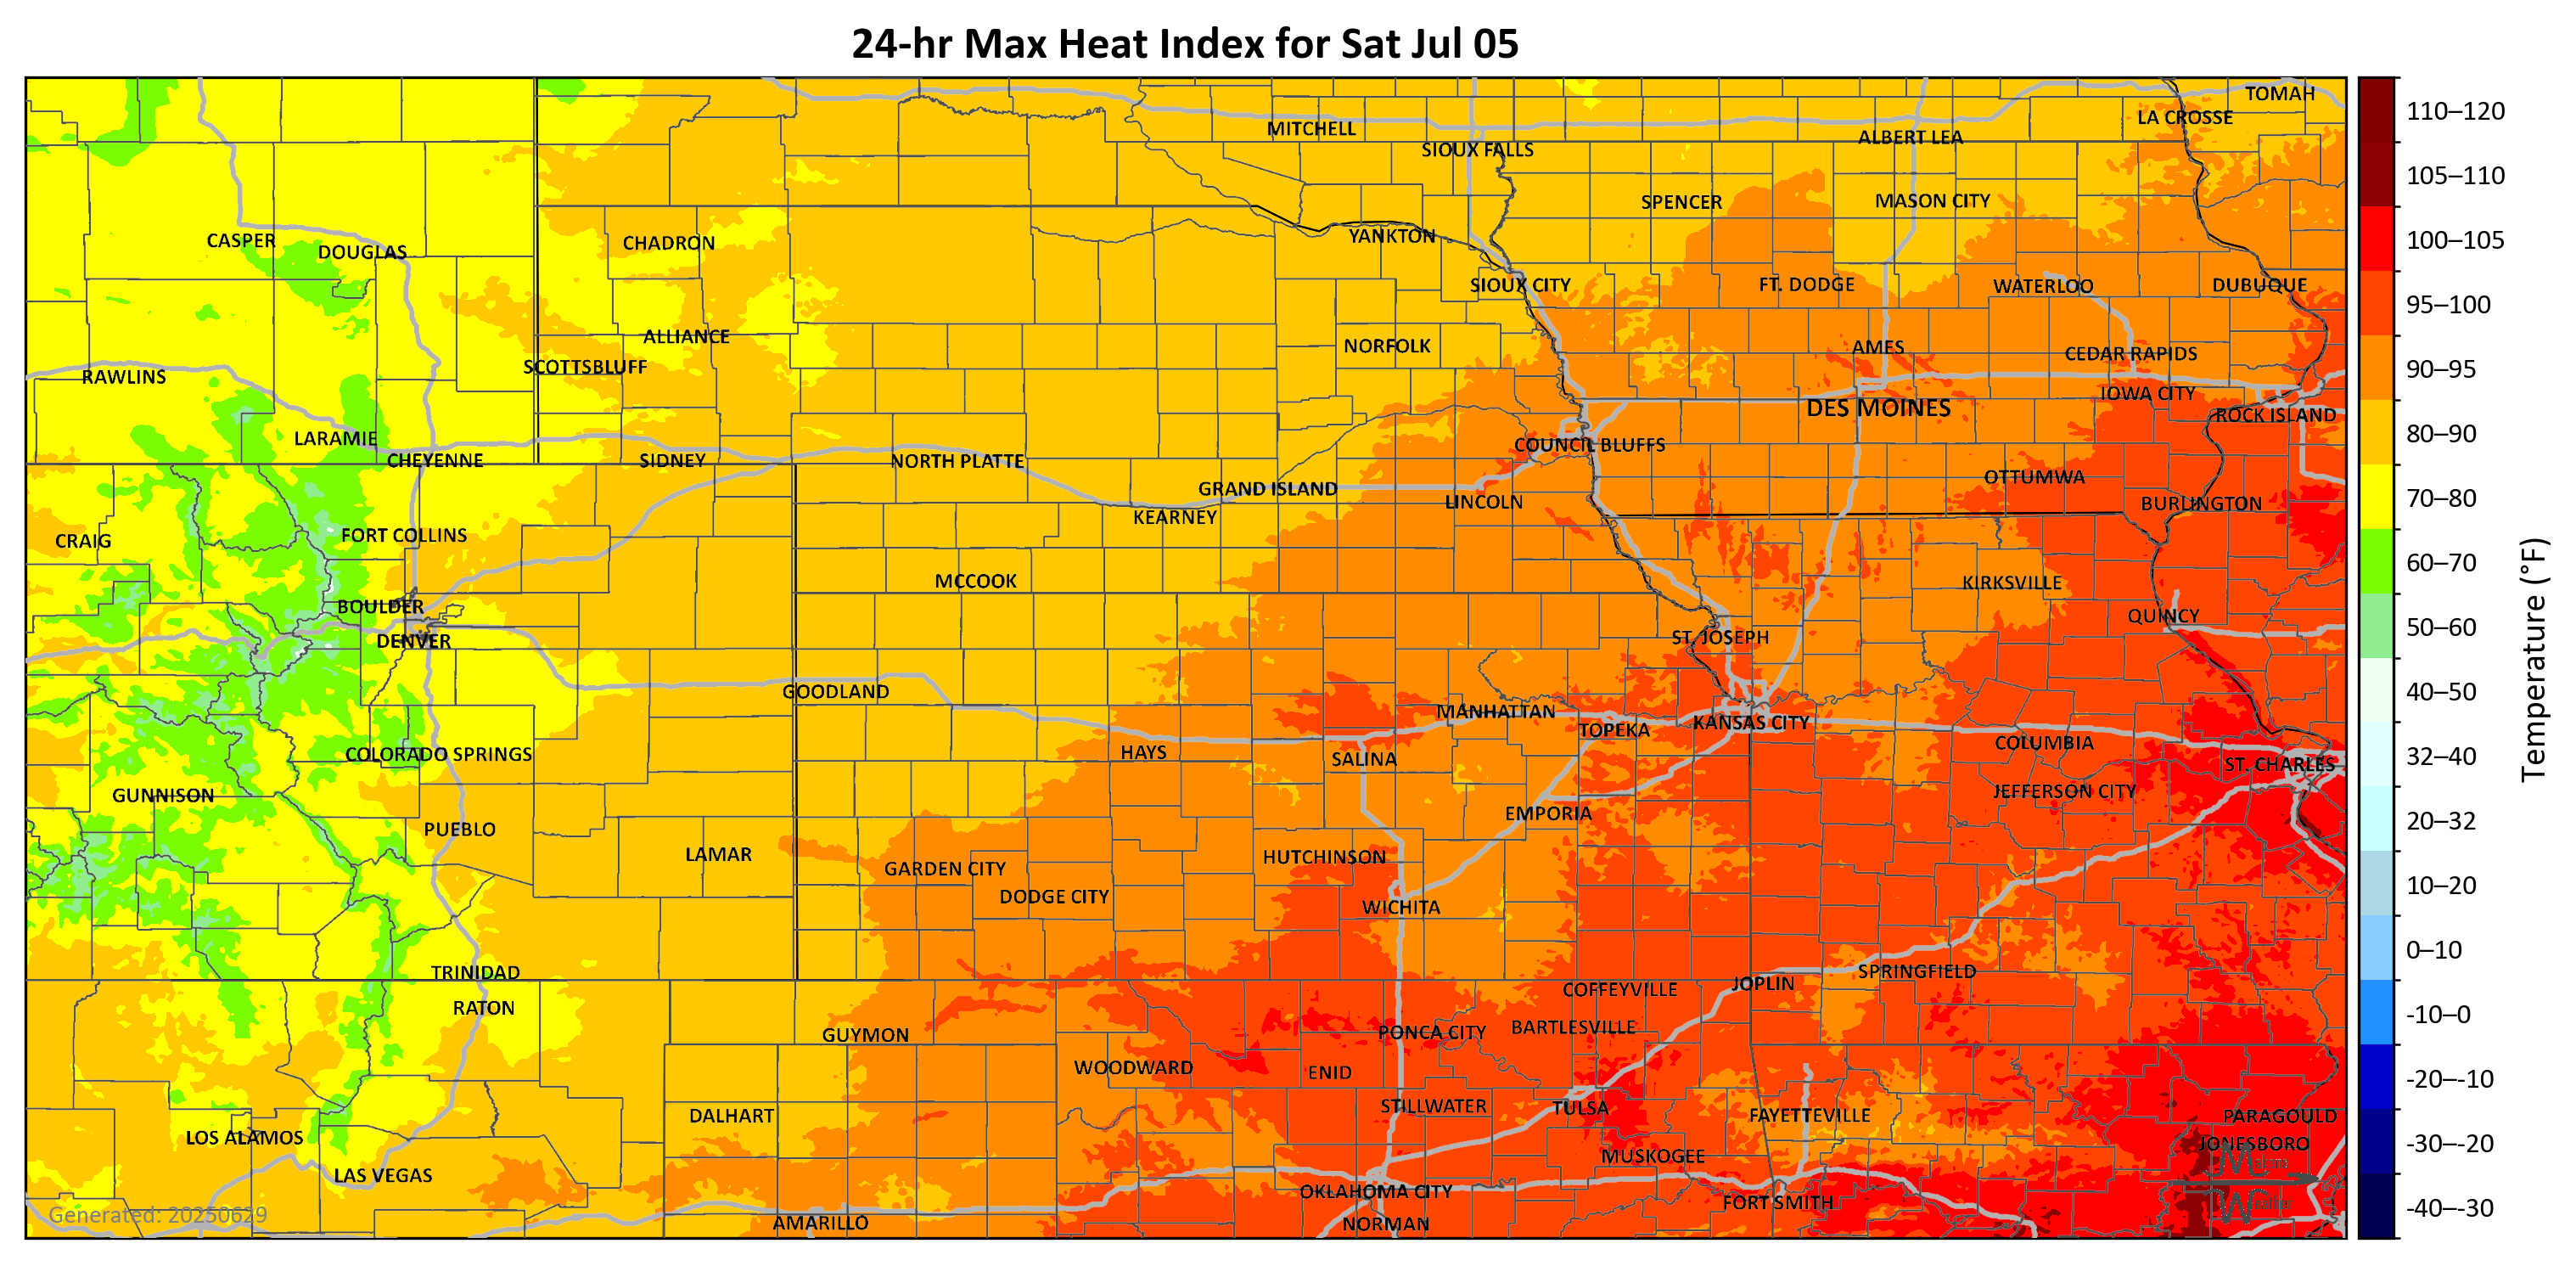 24-hr Max Heat Index for Sat Jul 05
TOMAH
LA CROSSE
MITCHELL
ALBERT LEA
SIOUX FALLS
SPENCER
MASON CITY
CASPER
DOUGLAS
CHADRON
YANKTON
SIOUX CITY
FT. DODGE
WATERLOO
DUBUQUE
ALLIANCE
NORFOLK
AMES
CEDAR RAPIDS
SCOTTSBLUFF
RAWLINS
IOWA CITY
DES MOINES
ROCK ISLAND
LARAMIE
COUNCIL BLUFFS
CHEYENNE
SIDNEY
NORTH PLATTE
OTTUMWA
GRAND ISLAND
LINCOLN
BURLINGTON
KEARNEY
FORT COLLINS
CRAIG
MCCOOK
KIRKSVILLE
BOULDER
QUINCY
DENVER
ST. JOSEPH
GOODLAND
MANHATTAN
KANSAS CITY
TOPEKA
COLUMBIA
COLORADO SPRINGS
HAYS
SALINA
ST. CHARLES
GUNNISON
JEFFERSON CITY
EMPORIA
PUEBLO
LAMAR
HUTCHINSON
GARDEN CITY
DODGE CITY
WICHITA
TRINIDAD
SPRINGFIELD
JOPLIN
COFFEYVILLE
RATON
BARTLESVILLE
PONCA CITY
GUYMON
WOODWARD
ENID
STILLWATER
TULSA
DALHART
FAYETTEVILLE
PARAGOULD
LOS ALAMOS
JONESBORO
MUSKOGEE
LAS VEGAS
OKLAHOMA CITY
FORT SMITH
AMARILLO
NORMAN
Generated: 20250629
110–120
105–110
100–105
95–100
90–95
80–90
70–80
60–70
50–60
40–50
32–40
20–32
10–20
0–10
-10–0
-20–-10
-30–-20
-40–-30
Temperature (°F)